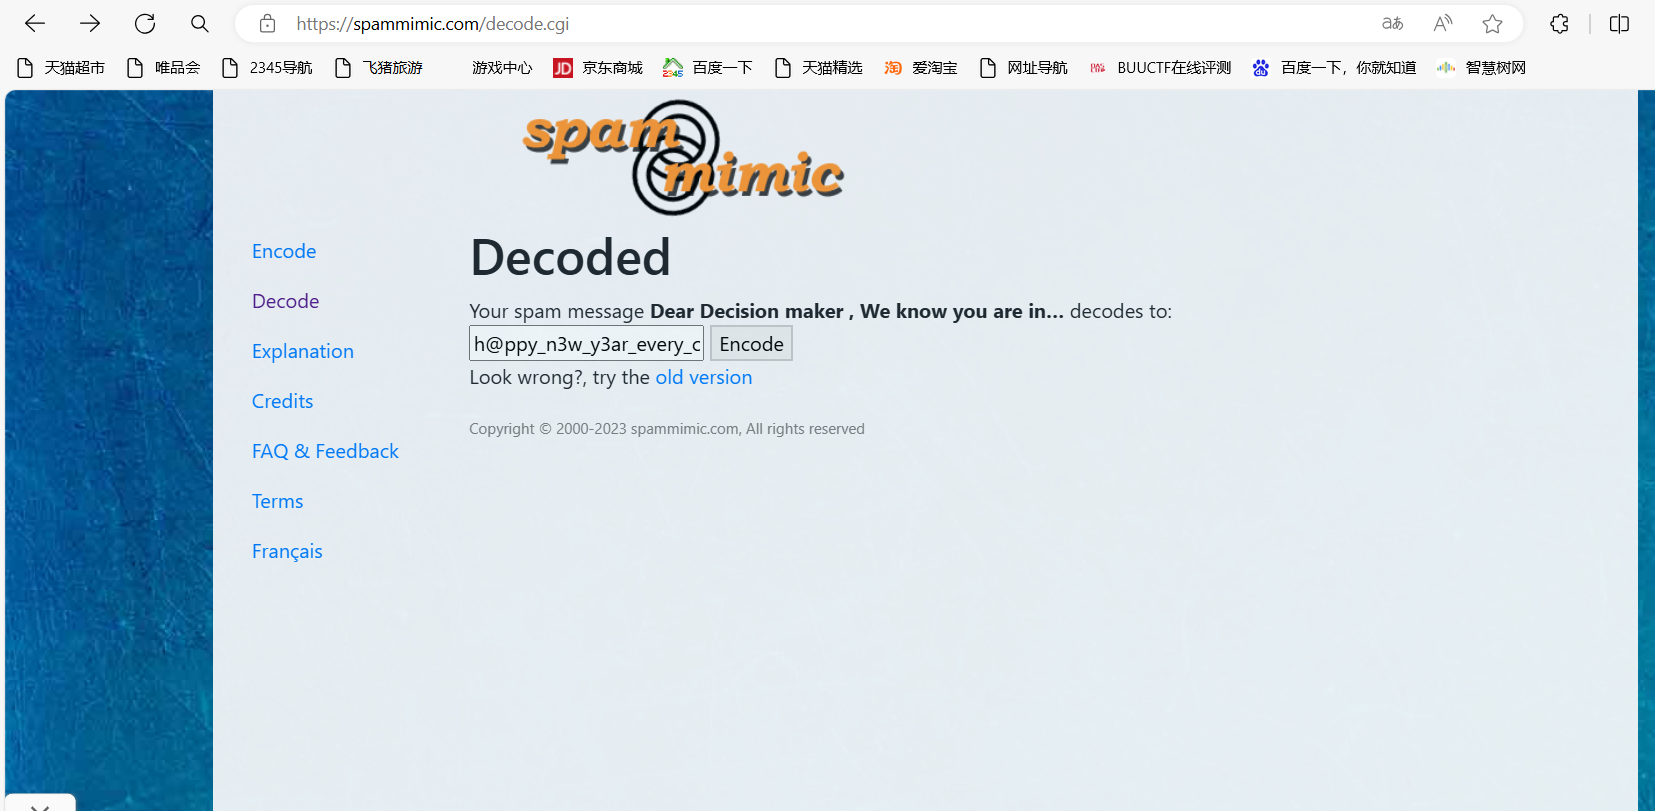 https://spammimic.com/decode.cgi
天猫超市 唯品会 2345导航 飞猪旅游 游戏中心 京东商城 百度一下 天猫精选 爱淘宝 网址导航 BUUCTF在线评测 百度一下，你就知道 智慧树网
spam
mimic
Decoded
Encode
Decode
Explanation
Credits
FAQ & Feedback
Terms
Français
Your spam message Dear Decision maker , We know you are in... decodes to:
h@ppy_n3w_y3ar_every_c Encode
Look wrong?, try the old version
Copyright © 2000-2023 spammimic.com, All rights reserved